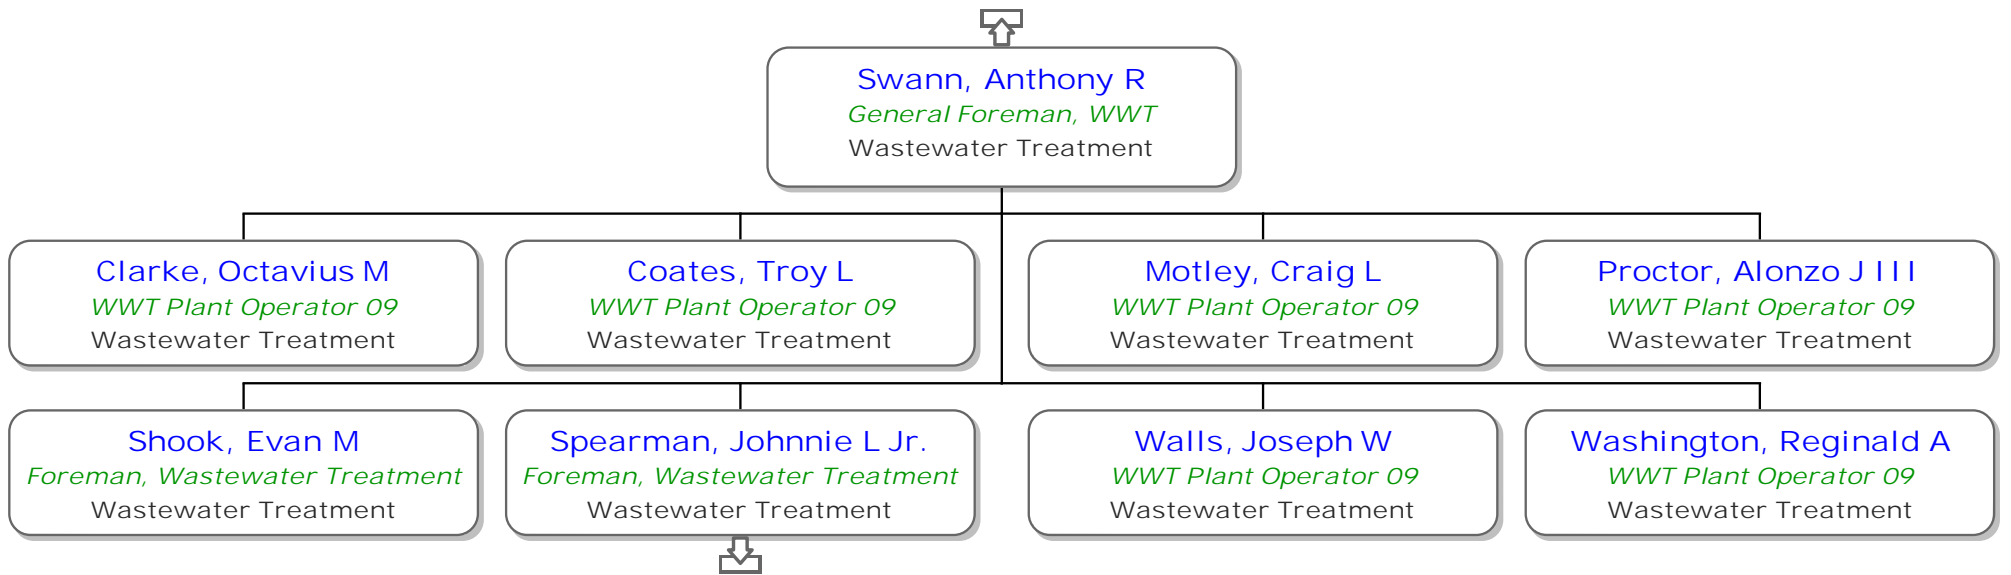 Swann, Anthony R
General Foreman, WWT
Wastewater Treatment
Clarke, Octavius M
WWT Plant Operator 09
Wastewater Treatment
Coates, Troy L
WWT Plant Operator 09
Wastewater Treatment
Motley, Craig L
WWT Plant Operator 09
Wastewater Treatment
Proctor, Alonzo J III
WWT Plant Operator 09
Wastewater Treatment
Shook, Evan M
Foreman, Wastewater Treatment
Wastewater Treatment
Spearman, Johnnie L Jr.
Foreman, Wastewater Treatment
Wastewater Treatment
Walls, Joseph W
WWT Plant Operator 09
Wastewater Treatment
Washington, Reginald A
WWT Plant Operator 09
Wastewater Treatment